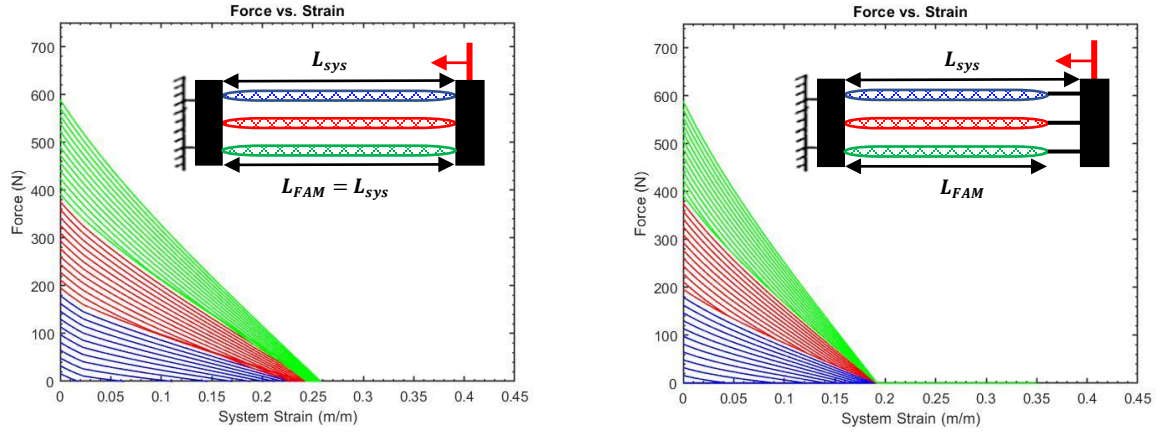 Force vs. Strain
700
600
500
400
300
200
100
0
Force (N)
0 0.05 0.1 0.15 0.2 0.25 0.3 0.35 0.4 0.45
System Strain (m/m)
L_sys
L_FAM = L_sys
Force vs. Strain
700
600
500
400
300
200
100
0
Force (N)
0 0.05 0.1 0.15 0.2 0.25 0.3 0.35 0.4 0.45
System Strain (m/m)
L_sys
L_FAM